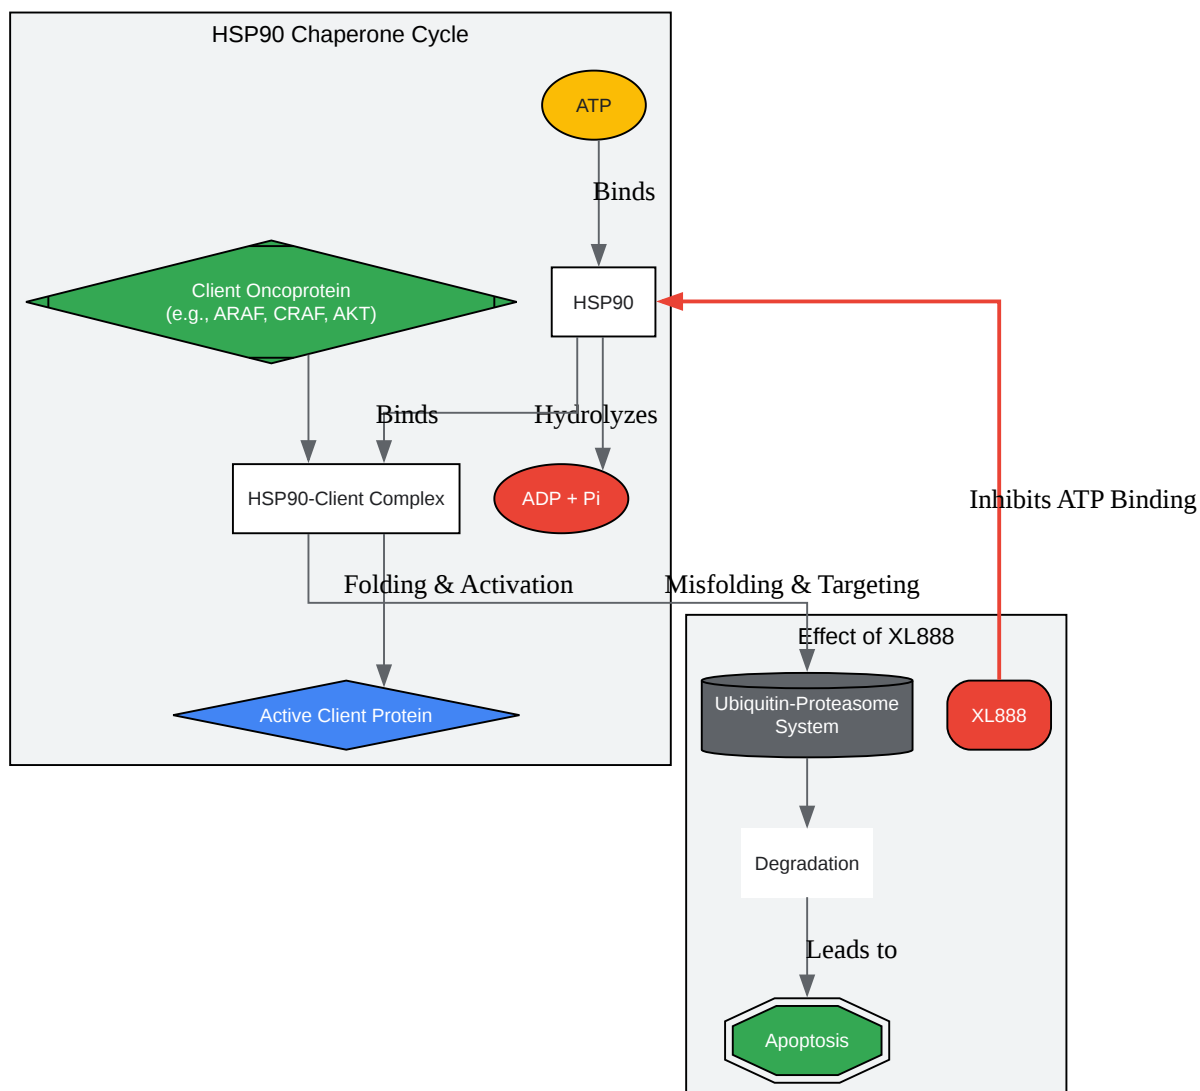 HSP90 Chaperone Cycle
ATP
Binds
Client Oncoprotein
(e.g., ARAF, CRAF, AKT)
HSP90
Binds
Hydrolyzes
HSP90-Client Complex
ADP + Pi
Inhibits ATP Binding
Folding & Activation
Misfolding & Targeting
Effect of XL888
Active Client Protein
Ubiquitin-Proteasome
System
XL888
Degradation
Leads to
Apoptosis